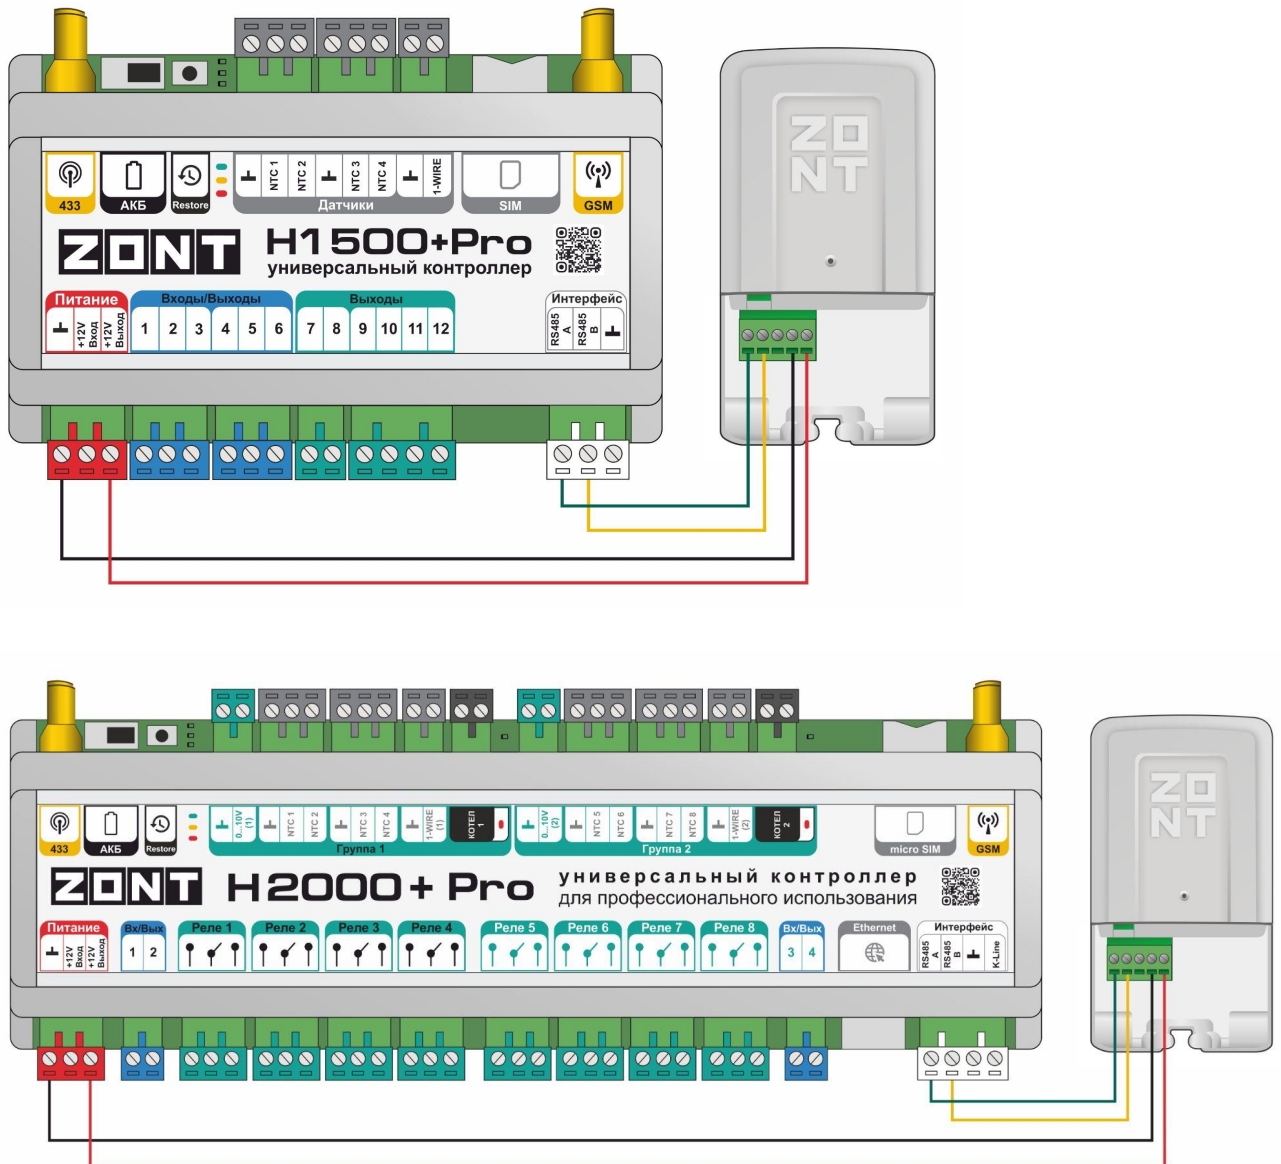 433
АКБ
Restore
NTC 1
NTC 2
NTC 3
NTC 4
1-WIRE
Датчики
SIM
GSM
ZONT H1500+Pro
универсальный контроллер
Питание
+12V Вход
+12V Выход
Входы/Выходы
1 2 3 4 5 6
Выходы
7 8 9 10 11 12
Интерфейс
RS485 A
RS485 B
ZONT
433
АКБ
Restore
0...10V (1)
NTC 1
NTC 2
NTC 3
NTC 4
1-WIRE (1)
КОТЕЛ 1
Группа 1
0...10V (2)
NTC 5
NTC 6
NTC 7
NTC 8
1-WIRE (2)
КОТЕЛ 2
Группа 2
micro SIM
GSM
ZONT H2000+ Pro
универсальный контроллер
для профессионального использования
Питание
+12V Вход
+12V Выход
Вх/Вых
1 2
Реле 1
Реле 2
Реле 3
Реле 4
Реле 5
Реле 6
Реле 7
Реле 8
Вх/Вых
3 4
Ethernet
Интерфейс
RS485 A
RS485 B
K-Line
ZONT